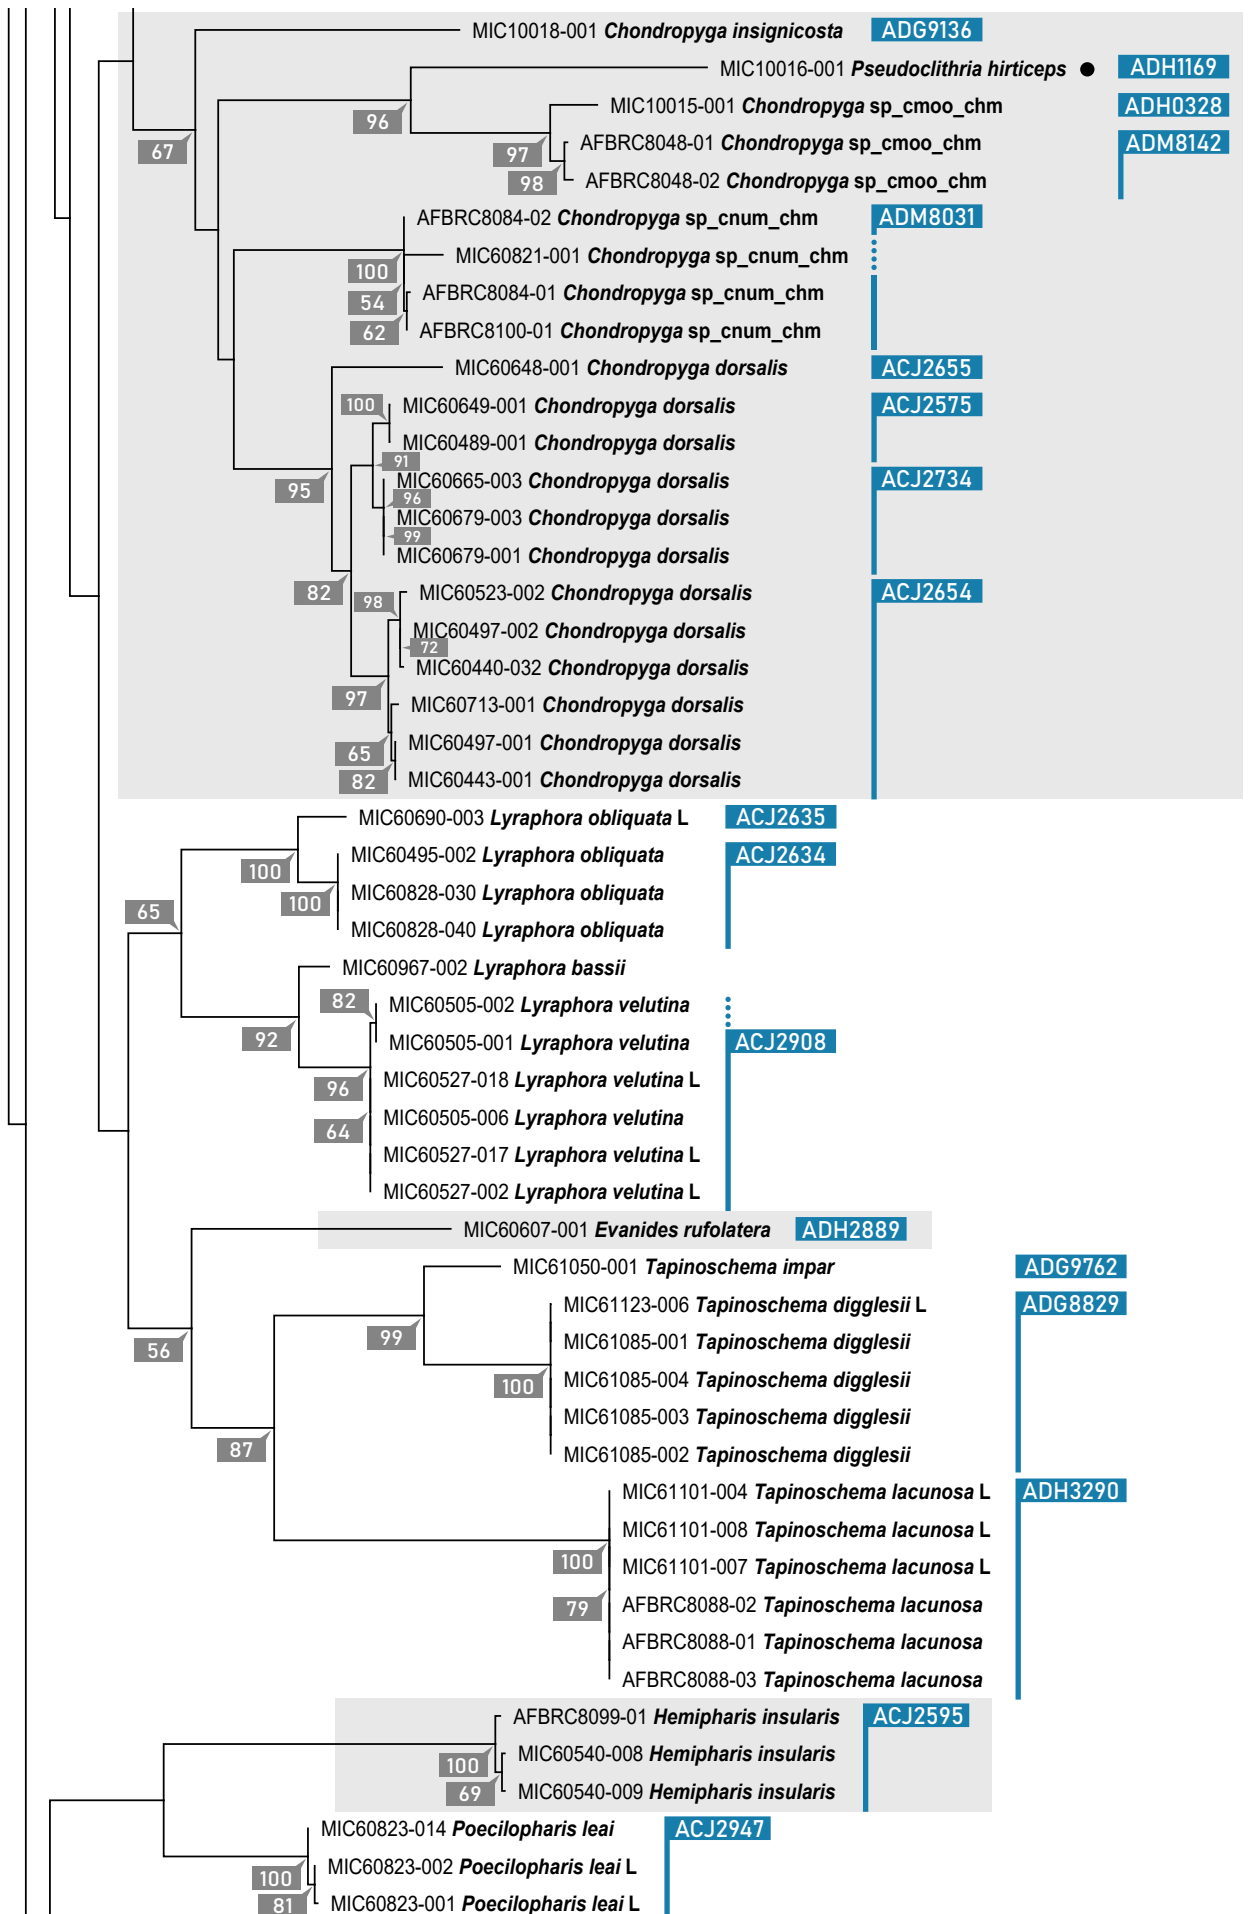 MIC10018-001 Chondropyga insignicosta ADG9136
MIC10016-001 Pseudoclithria hirticeps ● ADH1169
MIC10015-001 Chondropyga sp_cmoo_chm ADH0328
96
AFBRC8048-01 Chondropyga sp_cmoo_chm ADM8142
67
97
AFBRC8048-02 Chondropyga sp_cmoo_chm
98
AFBRC8084-02 Chondropyga sp_cnum_chm ADM8031
MIC60821-001 Chondropyga sp_cnum_chm
100
AFBRC8084-01 Chondropyga sp_cnum_chm
54
AFBRC8100-01 Chondropyga sp_cnum_chm
62
MIC60648-001 Chondropyga dorsalis ACJ2655
100
MIC60649-001 Chondropyga dorsalis ACJ2575
MIC60489-001 Chondropyga dorsalis
91
MIC60665-003 Chondropyga dorsalis ACJ2734
95
96
MIC60679-003 Chondropyga dorsalis
99
MIC60679-001 Chondropyga dorsalis
82
MIC60523-002 Chondropyga dorsalis ACJ2654
98
MIC60497-002 Chondropyga dorsalis
72
MIC60440-032 Chondropyga dorsalis
97
MIC60713-001 Chondropyga dorsalis
MIC60497-001 Chondropyga dorsalis
65
MIC60443-001 Chondropyga dorsalis
82
MIC60690-003 Lyraphora obliquata L ACJ2635
MIC60495-002 Lyraphora obliquata ACJ2634
100
MIC60828-030 Lyraphora obliquata
100
65
MIC60828-040 Lyraphora obliquata
MIC60967-002 Lyraphora bassii
82
MIC60505-002 Lyraphora velutina
92
MIC60505-001 Lyraphora velutina ACJ2908
MIC60527-018 Lyraphora velutina L
96
MIC60505-006 Lyraphora velutina
64
MIC60527-017 Lyraphora velutina L
MIC60527-002 Lyraphora velutina L
MIC60607-001 Evanides rufolatera ADH2889
MIC61050-001 Tapinoschema impar ADG9762
MIC61123-006 Tapinoschema digglesii L ADG8829
99
MIC61085-001 Tapinoschema digglesii
56
MIC61085-004 Tapinoschema digglesii
100
MIC61085-003 Tapinoschema digglesii
87
MIC61085-002 Tapinoschema digglesii
MIC61101-004 Tapinoschema lacunosa L ADH3290
MIC61101-008 Tapinoschema lacunosa L
100
MIC61101-007 Tapinoschema lacunosa L
79
AFBRC8088-02 Tapinoschema lacunosa
AFBRC8088-01 Tapinoschema lacunosa
AFBRC8088-03 Tapinoschema lacunosa
AFBRC8099-01 Hemipharis insularis ACJ2595
100
MIC60540-008 Hemipharis insularis
69
MIC60540-009 Hemipharis insularis
MIC60823-014 Poecilopharis leai ACJ2947
100
MIC60823-002 Poecilopharis leai L
81
MIC60823-001 Poecilopharis leai L